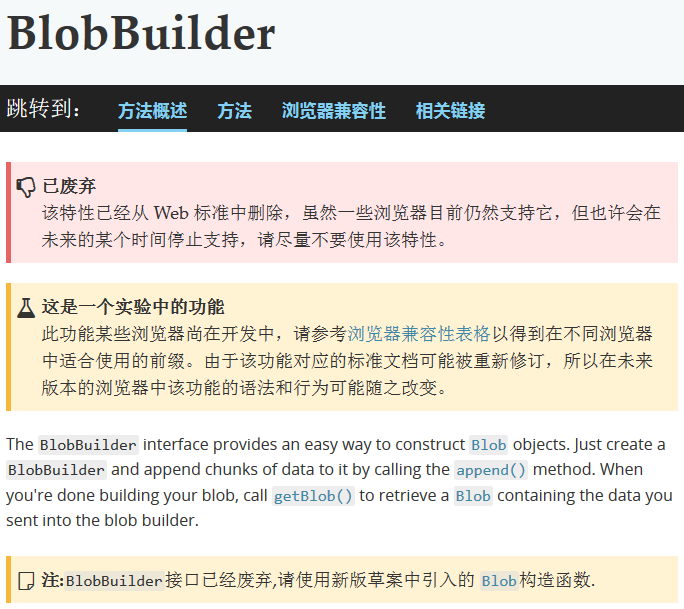 BlobBuilder
跳转到： 方法概述 方法 浏览器兼容性 相关链接
已废弃
该特性已经从 Web 标准中删除，虽然一些浏览器目前仍然支持它，但也许会在
未来的某个时间停止支持，请尽量不要使用该特性。
这是一个实验中的功能
此功能某些浏览器尚在开发中，请参考浏览器兼容性表格以得到在不同浏览器
中适合使用的前缀。由于该功能对应的标准文档可能被重新修订，所以在未来
版本的浏览器中该功能的语法和行为可能随之改变。
The BlobBuilder interface provides an easy way to construct Blob objects. Just create a
BlobBuilder and append chunks of data to it by calling the append() method. When
you're done building your blob, call getBlob() to retrieve a Blob containing the data you
sent into the blob builder.
注:BlobBuilder接口已经废弃,请使用新版草案中引入的 Blob构造函数.